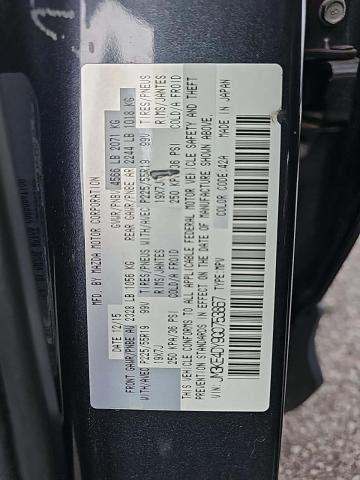 MFD. BY MAZDA MOTOR CORPORATION
DATE 12/15 GVWR/PNBV 4566 LB 2071 KG
FRONT GAWR/PNBE AV 2328 LB 1056 KG REAR GAWR/PNBE AR 2244 LB 1018 KG
WITH/AVEC P225/55R19 99V TIRES/PNEUS WITH/AVEC P225/55R19 99V TIRES/PNEUS
19X7J RIMS/JANTES 19X7J RIMS/JANTES
250 KPA/36 PSI COLD/A FROID 250 KPA/36 PSI COLD/A FROID
THIS VEHICLE CONFORMS TO ALL APPLICABLE FEDERAL MOTOR VEHICLE SAFETY AND THEFT
PREVENTION STANDARDS IN EFFECT ON THE DATE OF MANUFACTURE SHOWN ABOVE.
VIN: TYPE:MPV COLOR CODE:42A MADE IN JAPAN